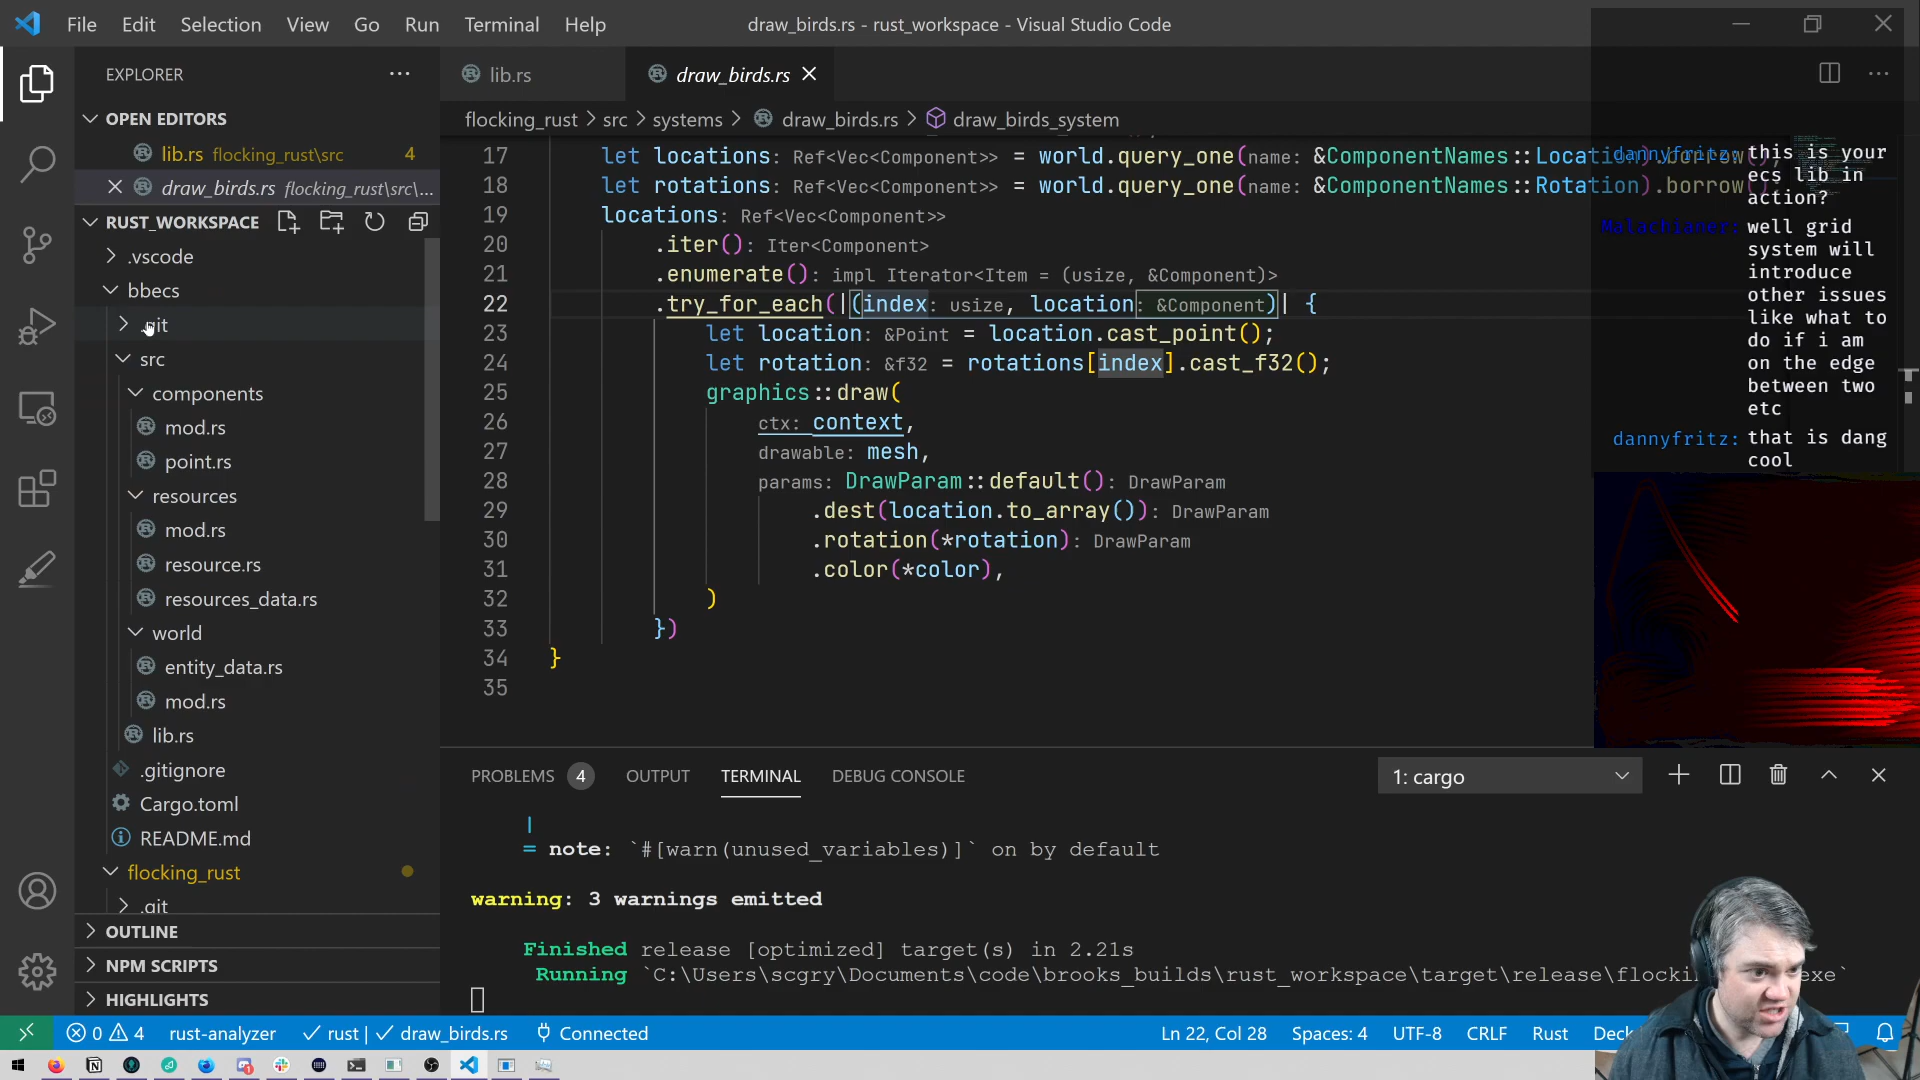 File Edit Selection View Go Run Terminal Help
draw_birds.rs - rust_workspace - Visual Studio Code
EXPLORER
OPEN EDITORS
lib.rs flocking_rust\src 4
draw_birds.rs flocking_rust\src\...
RUST_WORKSPACE
.vscode
bbecs
.git
src
components
mod.rs
point.rs
resources
mod.rs
resource.rs
resources_data.rs
world
entity_data.rs
mod.rs
lib.rs
.gitignore
Cargo.toml
README.md
flocking_rust
.git
OUTLINE
NPM SCRIPTS
HIGHLIGHTS
lib.rs
draw_birds.rs
flocking_rust > src > systems > draw_birds.rs > draw_birds_system
17 let locations: Ref<Vec<Component>> = world.query_one(name: &ComponentNames::Location).borrow();
18 let rotations: Ref<Vec<Component>> = world.query_one(name: &ComponentNames::Rotation).borrow()
19 locations: Ref<Vec<Component>>
20 .iter(): Iter<Component>
21 .enumerate(): impl Iterator<Item = (usize, &Component)>
22 .try_for_each(|(index: usize, location: &Component)| {
23 let location: &Point = location.cast_point();
24 let rotation: &f32 = rotations[index].cast_f32();
25 graphics::draw(
26 ctx: context,
27 drawable: mesh,
28 params: DrawParam::default(): DrawParam
29 .dest(location.to_array()): DrawParam
30 .rotation(*rotation): DrawParam
31 .color(*color),
32 )
33 })
34 }
35
dannyfritz: this is your
ecs lib in
action?
Malachianer: well grid
system will
introduce
other issues
like what to
do if i am
on the edge
between two
etc
dannyfritz: that is dang
cool
PROBLEMS 4 OUTPUT TERMINAL DEBUG CONSOLE
1: cargo
|
= note: `#[warn(unused_variables)]` on by default
warning: 3 warnings emitted
Finished release [optimized] target(s) in 2.21s
Running `C:\Users\scgry\Documents\code\brooks_builds\rust_workspace\target\release\flocki exe`
0 4 rust-analyzer rust | draw_birds.rs Connected
Ln 22, Col 28 Spaces: 4 UTF-8 CRLF Rust